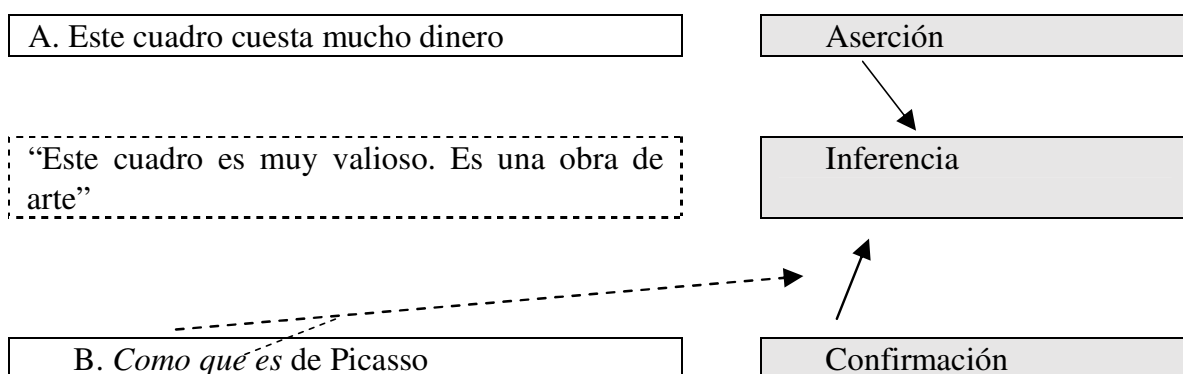 A. Este cuadro cuesta mucho dinero
Aserción
“Este cuadro es muy valioso. Es una obra de
arte”
Inferencia
B. Como que es de Picasso
Confirmación